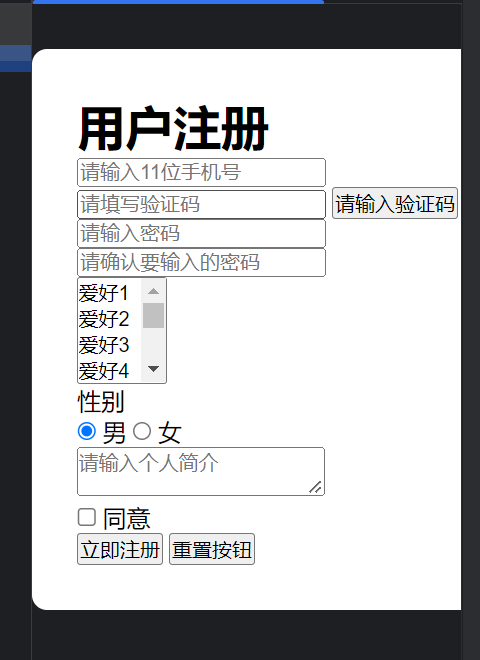 用户注册
请输入11位手机号
请填写验证码 请输入验证码
请输入密码
请确认要输入的密码
爱好1
爱好2
爱好3
爱好4
性别
男 女
请输入个人简介
同意
立即注册 重置按钮